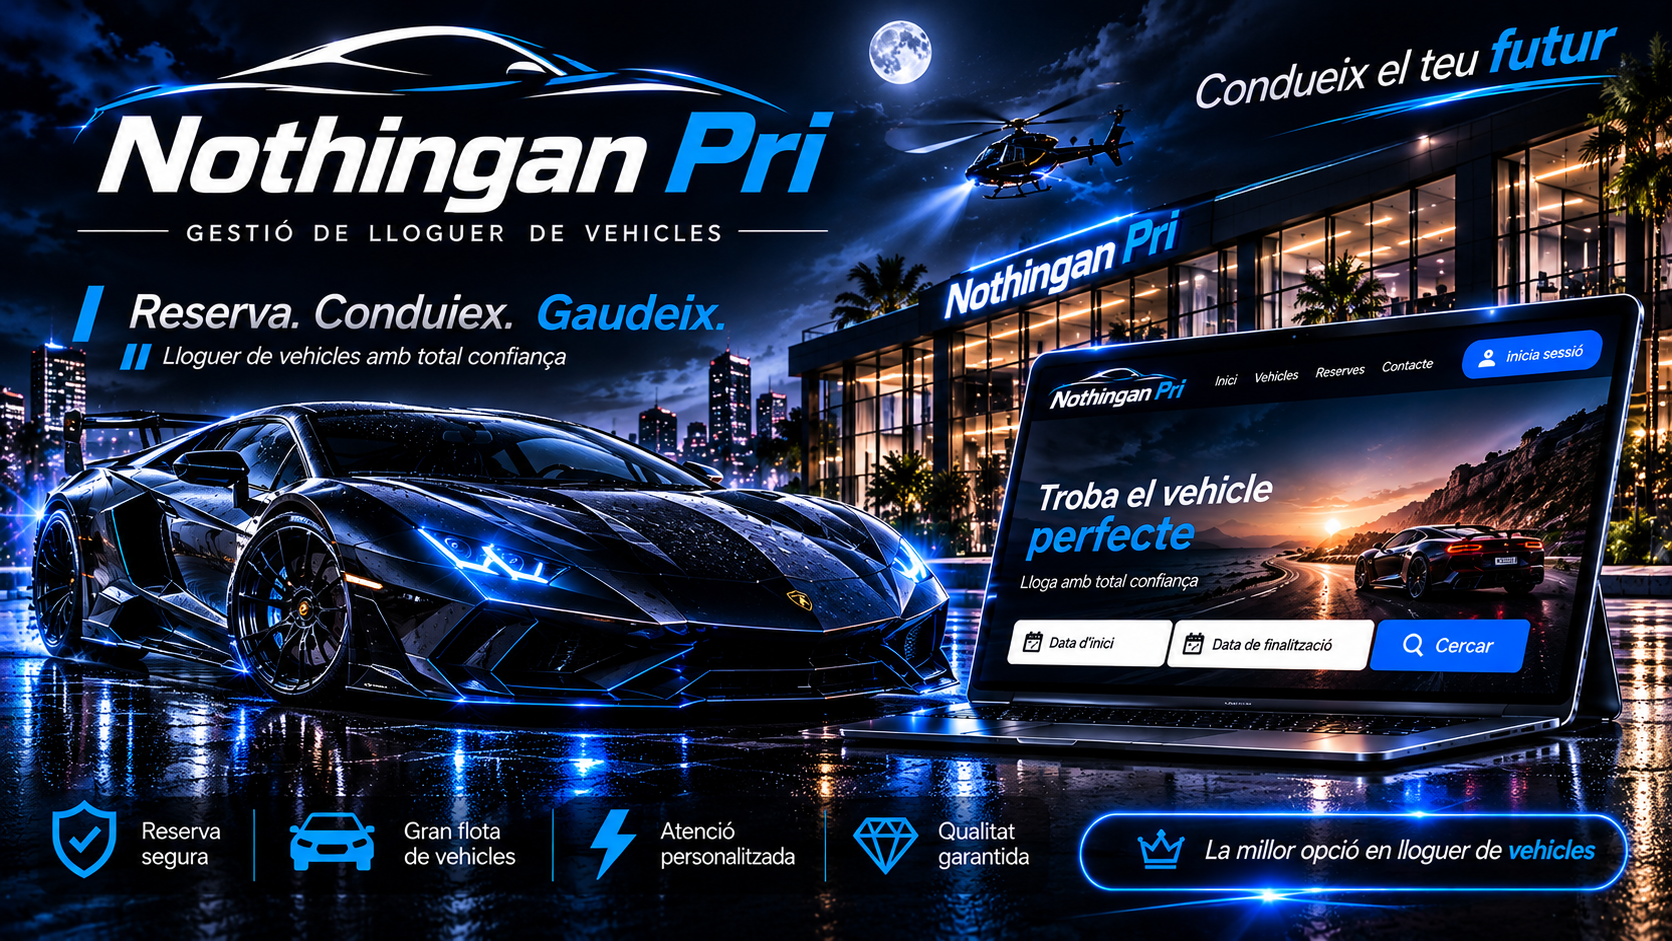 Nothingan Pri
GESTIÓ DE LLOGUER DE VEHICLES
Reserva. Conduiex. Gaudeix.
Lloguer de vehicles amb total confiança
Condueix el teu futur
Nothingan Pri
Nothingan Pri
Inici
Vehicles
Reserves
Contacte
inicia sessió
Troba el vehicle
perfecte
Lloga amb total confiança
Data d'inici
Data de finalització
Cercar
Reserva
segura
Gran flota
de vehicles
Atenció
personalitzada
Qualitat
garantida
La millor opció en lloguer de vehicles